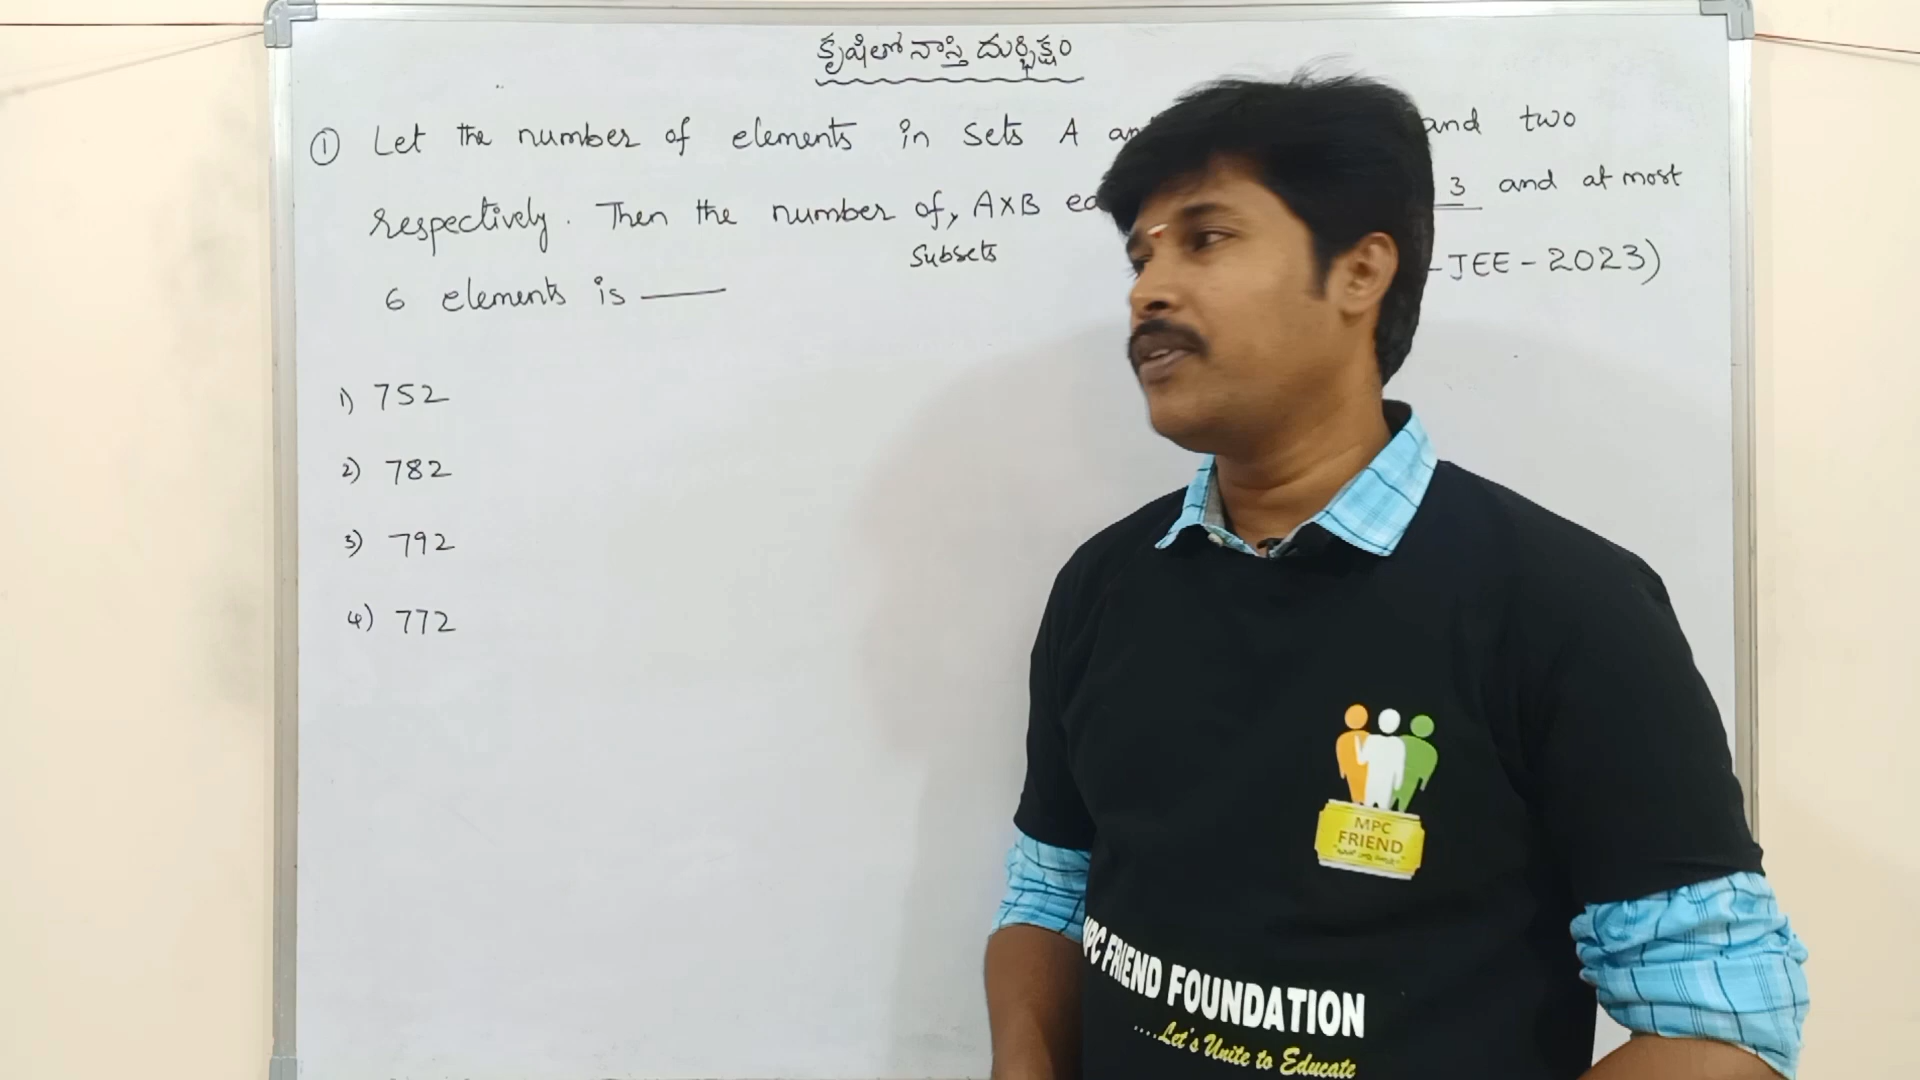 కృషితో నాస్తి దుర్భిక్షం
① Let the number of elements in Sets A and two
respectively. Then the number of, A×B 3 and at most
Subsets
6 elements is ——— -JEE-2023)
1) 752
2) 782
3) 792
4) 772
MPC
FRIEND
MPC FRIEND FOUNDATION
....Let's Unite to Educate